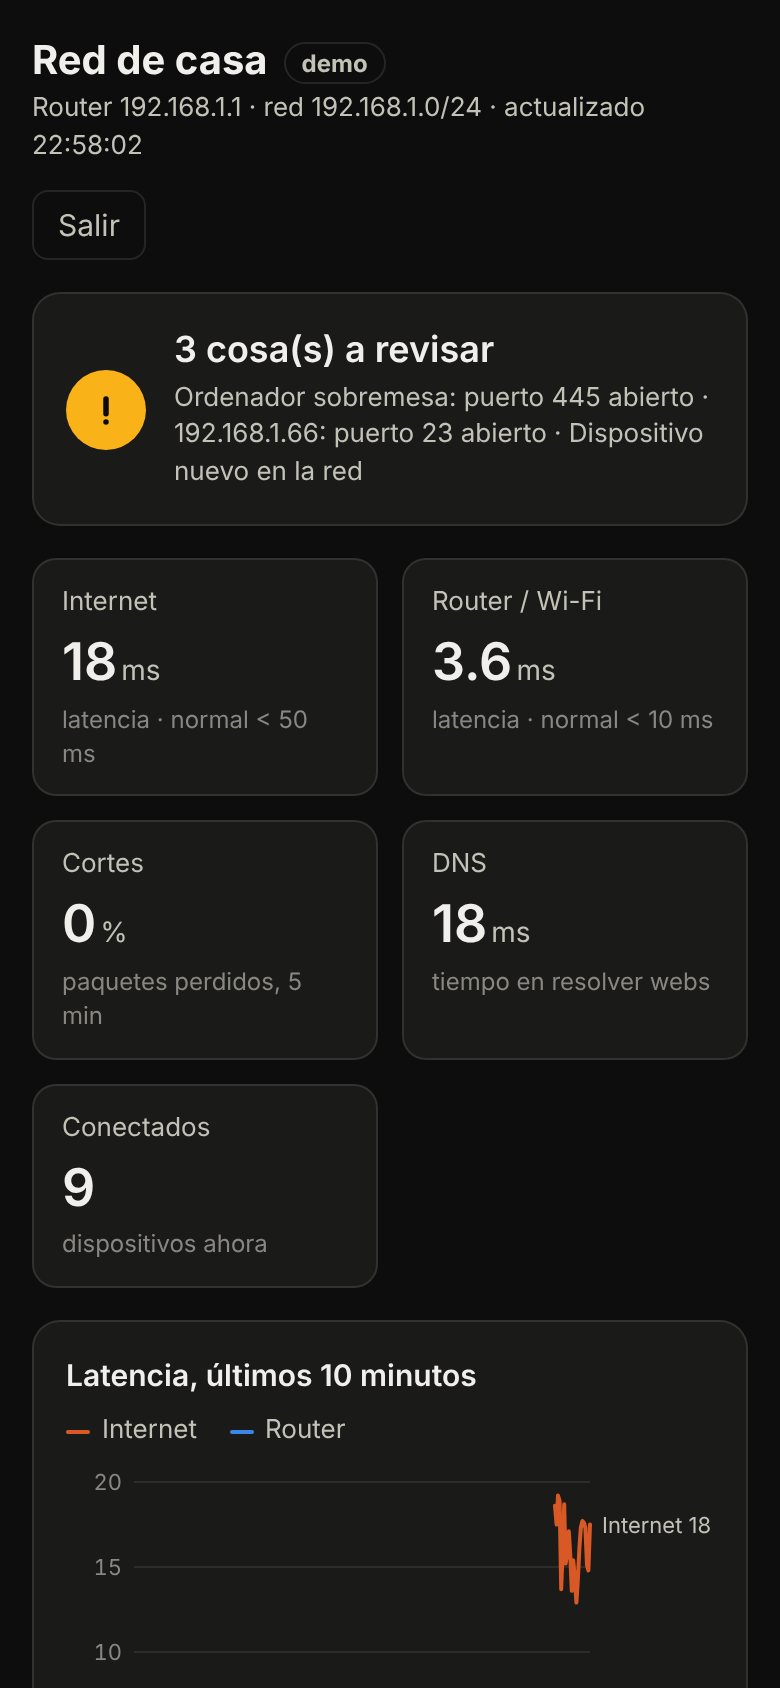 Red de casa demo
Router 192.168.1.1 · red 192.168.1.0/24 · actualizado
22:58:02
Salir
!
3 cosa(s) a revisar
Ordenador sobremesa: puerto 445 abierto ·
192.168.1.66: puerto 23 abierto · Dispositivo
nuevo en la red
Internet
18 ms
latencia · normal < 50
ms
Router / Wi-Fi
3.6 ms
latencia · normal < 10 ms
Cortes
0 %
paquetes perdidos, 5
min
DNS
18 ms
tiempo en resolver webs
Conectados
9
dispositivos ahora
Latencia, últimos 10 minutos
Internet Router
20
Internet 18
15
10